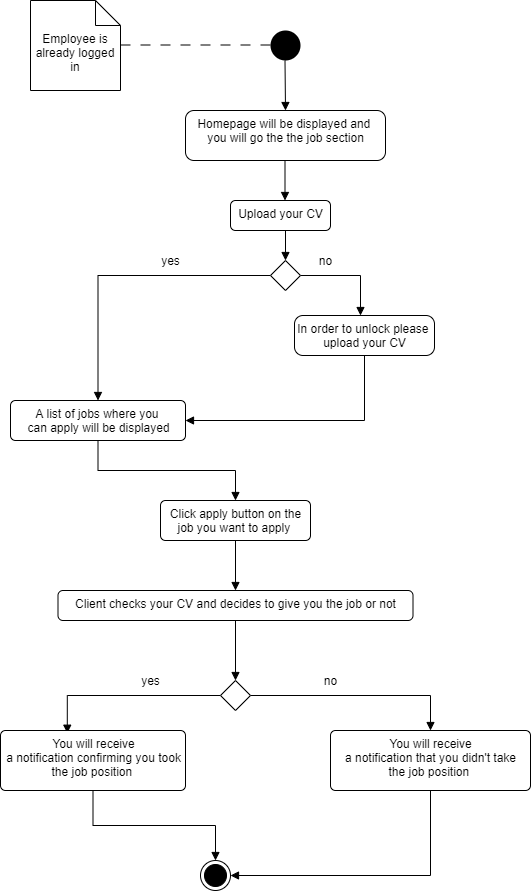 Employee is
already logged
in
Homepage will be displayed and
you will go the the job section
Upload your CV
yes
no
In order to unlock please
upload your CV
A list of jobs where you
can apply will be displayed
Click apply button on the
job you want to apply
Client checks your CV and decides to give you the job or not
yes
no
You will receive
a notification confirming you took
the job position
You will receive
a notification that you didn't take
the job position